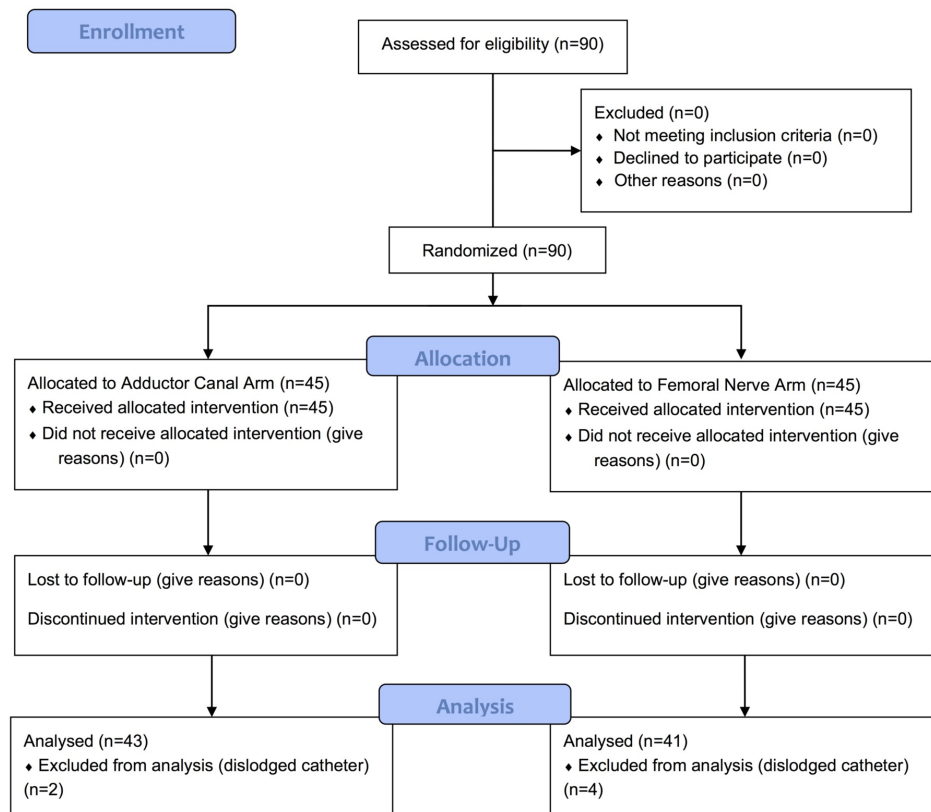 Enrollment
Assessed for eligibility (n=90)
Excluded (n=0)
♦ Not meeting inclusion criteria (n=0)
♦ Declined to participate (n=0)
♦ Other reasons (n=0)
Randomized (n=90)
Allocation
Allocated to Adductor Canal Arm (n=45)
♦ Received allocated intervention (n=45)
♦ Did not receive allocated intervention (give
reasons) (n=0)
Allocated to Femoral Nerve Arm (n=45)
♦ Received allocated intervention (n=45)
♦ Did not receive allocated intervention (give
reasons) (n=0)
Follow-Up
Lost to follow-up (give reasons) (n=0)
Discontinued intervention (give reasons) (n=0)
Lost to follow-up (give reasons) (n=0)
Discontinued intervention (give reasons) (n=0)
Analysis
Analysed (n=43)
♦ Excluded from analysis (dislodged catheter)
(n=2)
Analysed (n=41)
♦ Excluded from analysis (dislodged catheter)
(n=4)